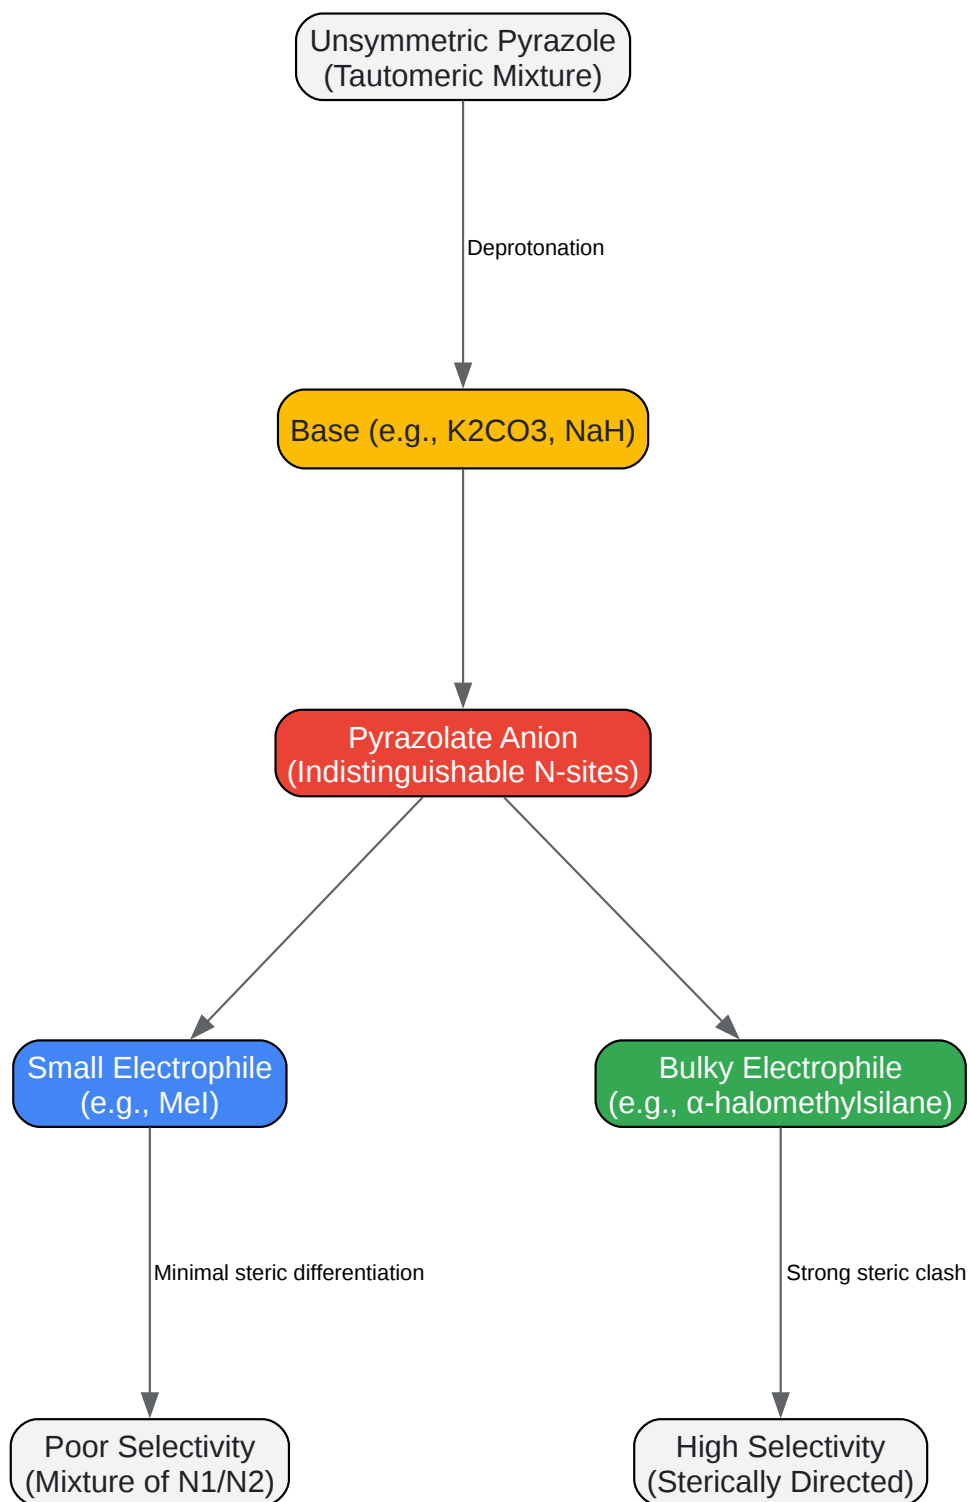 Unsymmetric Pyrazole
(Tautomeric Mixture)
Deprotonation
Base (e.g., K2CO3, NaH)
Pyrazolate Anion
(Indistinguishable N-sites)
Small Electrophile
(e.g., MeI)
Bulky Electrophile
(e.g., α-halomethylsilane)
Minimal steric differentiation
Strong steric clash
Poor Selectivity
(Mixture of N1/N2)
High Selectivity
(Sterically Directed)